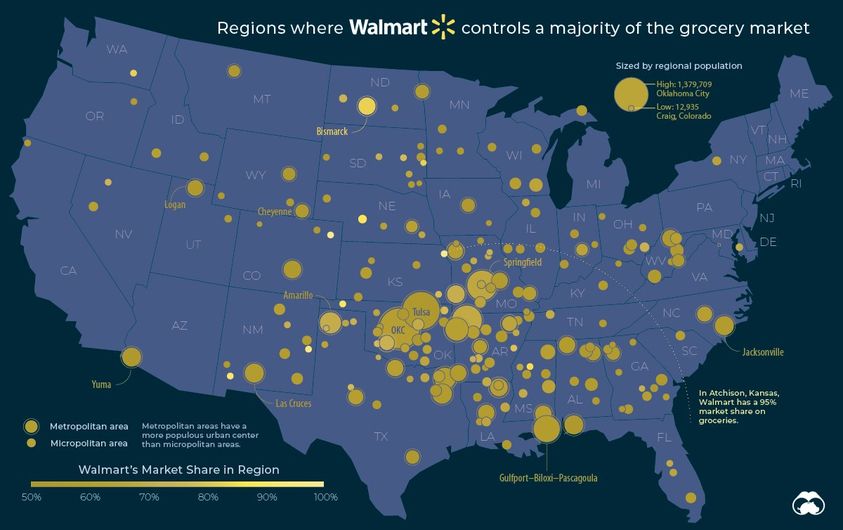 Regions where Walmart controls a majority of the grocery market
Sized by regional population
High: 1,379,709
Oklahoma City
Low: 12,935
Craig, Colorado
WA
MT
ND
MN
ME
OR
ID
SD
WI
VT
NH
NY
MA
CT
RI
MI
WY
IA
NE
PA
NJ
NV
UT
IL
IN
OH
MD
DE
WV
VA
CA
CO
KS
MO
KY
NC
AZ
NM
OK
AR
TN
SC
TX
LA
MS
AL
GA
FL
Bismarck
Logan
Cheyenne
Springfield
Amarillo
Tulsa
OKC
Jacksonville
Yuma
Las Cruces
Gulfport–Biloxi–Pascagoula
In Atchison, Kansas,
Walmart has a 95%
market share on
groceries.
Metropolitan area
Micropolitan area
Metropolitan areas have a
more populous urban center
than micropolitan areas.
Walmart's Market Share in Region
50% 60% 70% 80% 90% 100%